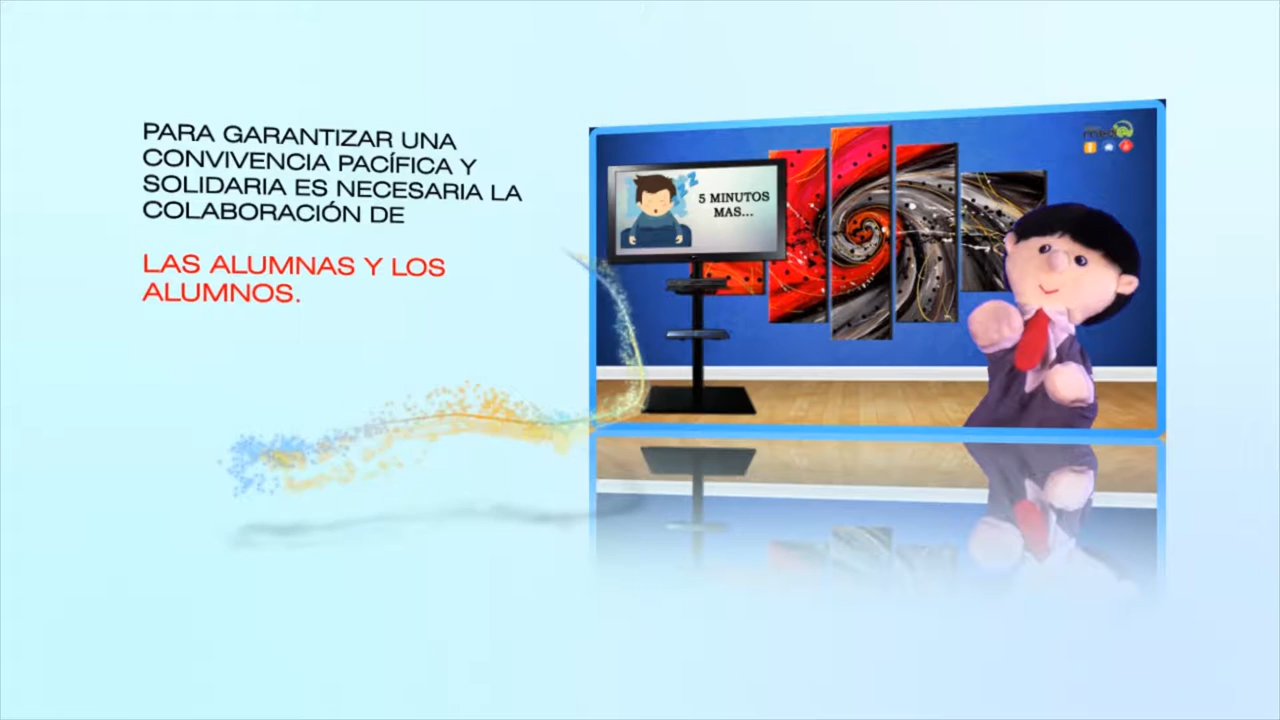 PARA GARANTIZAR UNA
CONVIVENCIA PACÍFICA Y
SOLIDARIA ES NECESARIA LA
COLABORACIÓN DE
LAS ALUMNAS Y LOS
ALUMNOS.
5 MINUTOS
MAS...